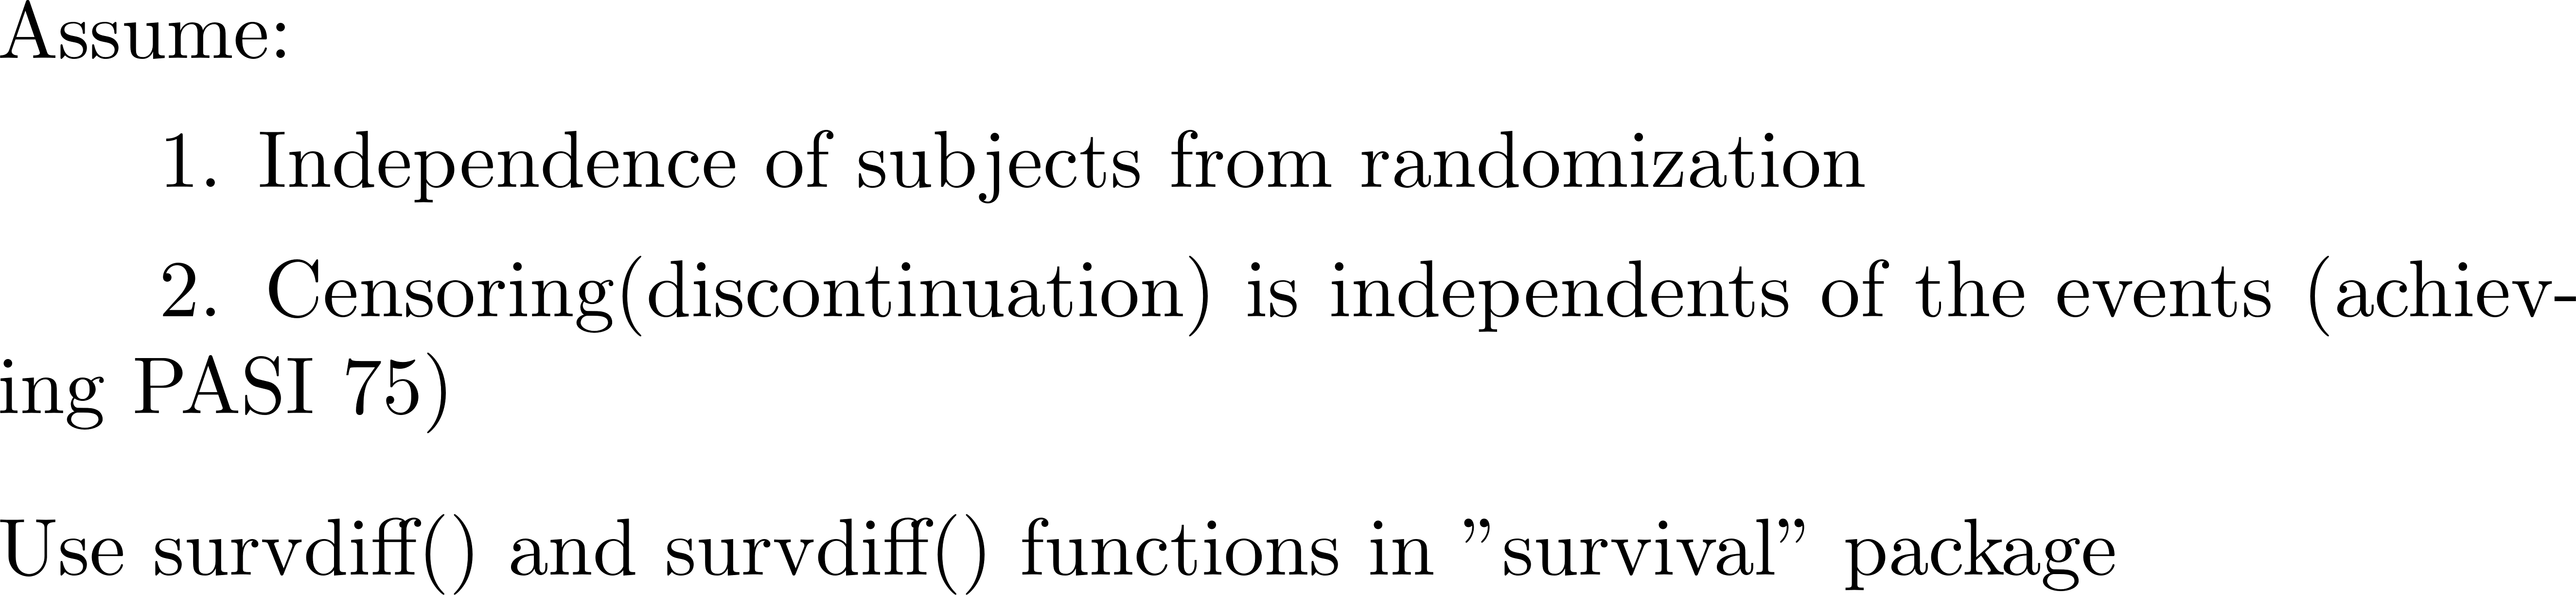 Assume:
1. Independence of subjects from randomization
2. Censoring(discontinuation) is independents of the events (achiev-
ing PASI 75)
Use survdiff() and survdiff() functions in ”survival” package